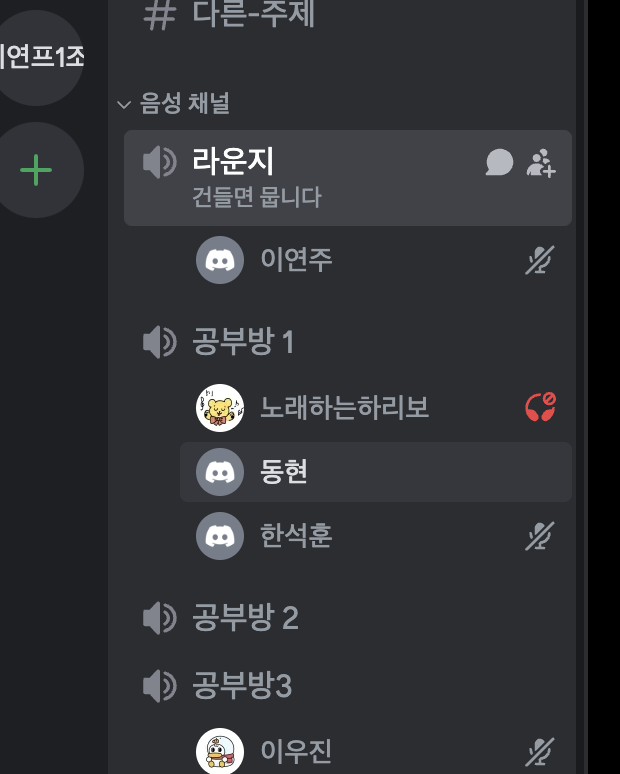 # 다른-주제
이연프1조
음성 채널
라운지
건들면 뭅니다
이연주
공부방 1
노래하는하리보
동현
한석훈
공부방 2
공부방3
이우진